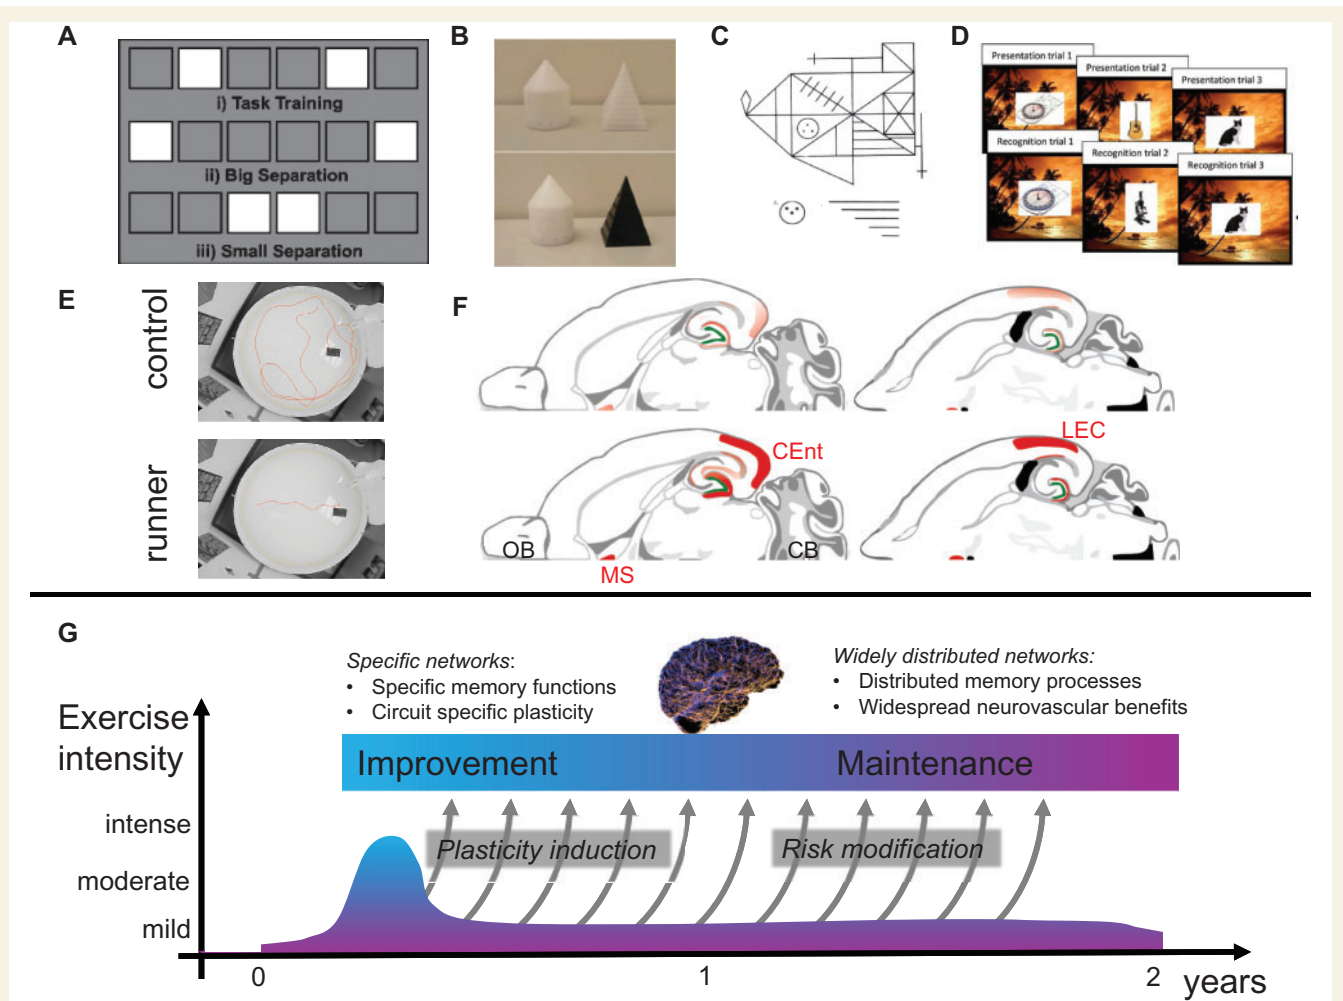 A
i) Task Training
ii) Big Separation
iii) Small Separation
B
C
D
Presentation trial 1
Presentation trial 2
Presentation trial 3
Recognition trial 1
Recognition trial 2
Recognition trial 3
E
control
runner
F
CEnt
LEC
OB
CB
MS
G
Specific networks:
• Specific memory functions
• Circuit specific plasticity
Widely distributed networks:
• Distributed memory processes
• Widespread neurovascular benefits
Exercise
intensity
Improvement
Maintenance
intense
Plasticity induction
Risk modification
moderate
mild
0
1
2
years